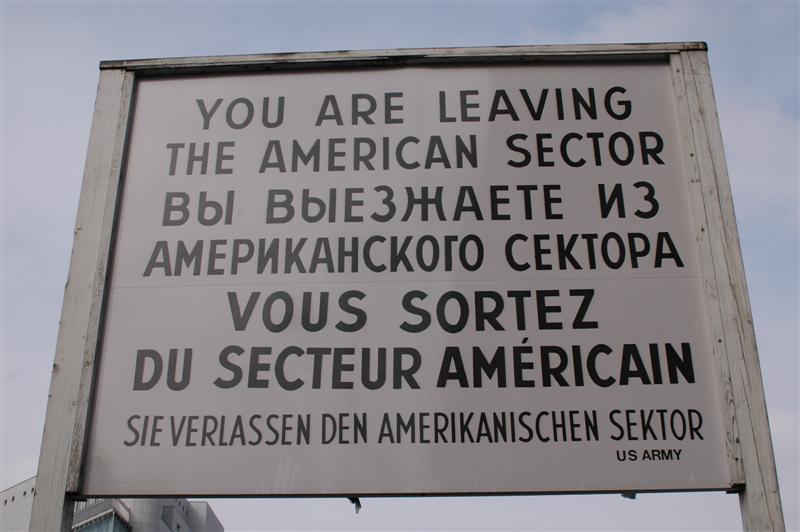 YOU ARE LEAVING
THE AMERICAN SECTOR
ВЫ ВЫЕЗЖАЕТЕ ИЗ
АМЕРИКАНСКОГО СЕКТОРА
VOUS SORTEZ
DU SECTEUR AMÉRICAIN
SIE VERLASSEN DEN AMERIKANISCHEN SEKTOR
US ARMY